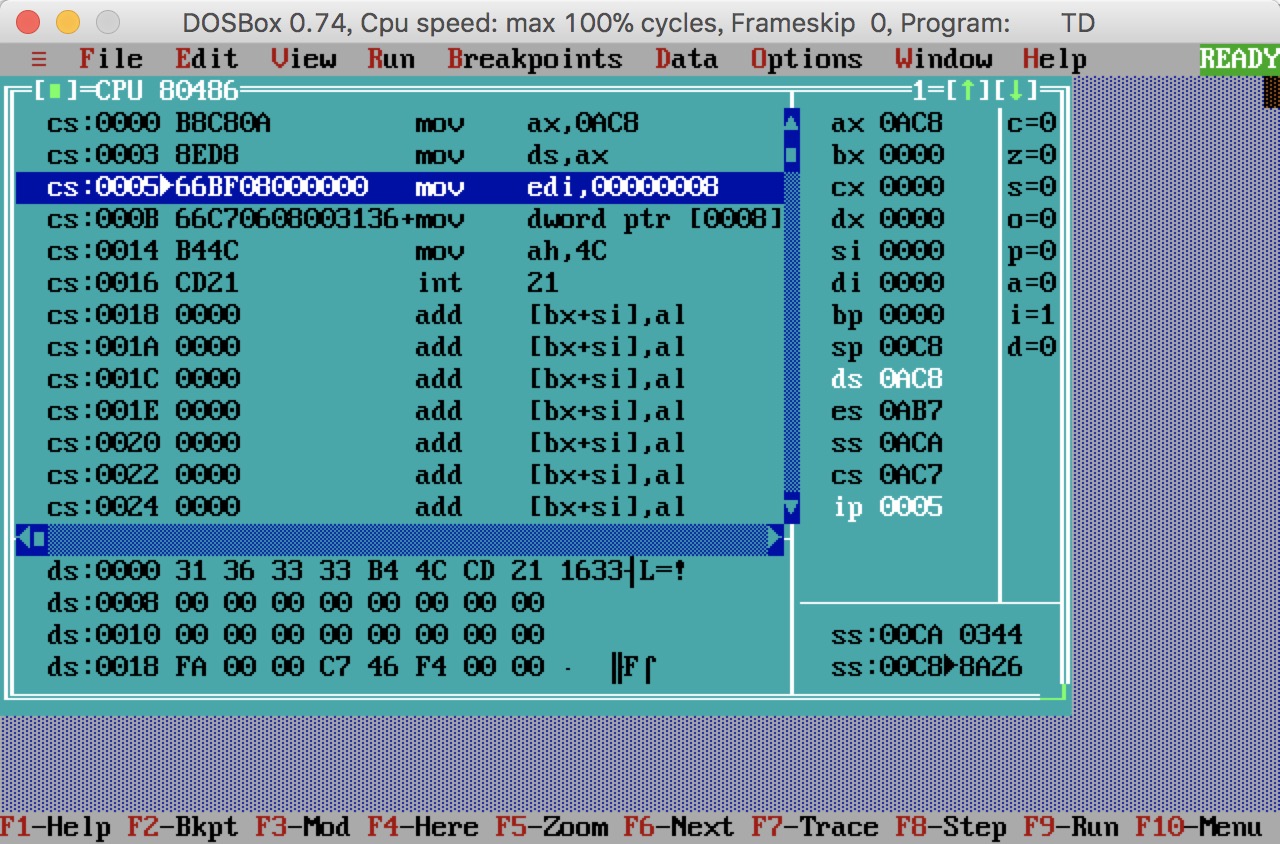 DOSBox 0.74, Cpu speed: max 100% cycles, Frameskip 0, Program: TD
≡ File Edit View Run Breakpoints Data Options Window Help READY
[■]=CPU 80486 1=[↑][↓]
cs:0000 B8C80A mov ax,0AC8 ax 0AC8 c=0
cs:0003 8ED8 mov ds,ax bx 0000 z=0
cs:0005►66BF08000000 mov edi,00000008 cx 0000 s=0
cs:000B 66C70608003136+mov dword ptr [0008] dx 0000 o=0
cs:0014 B44C mov ah,4C si 0000 p=0
cs:0016 CD21 int 21 di 0000 a=0
cs:0018 0000 add [bx+si],al bp 0000 i=1
cs:001A 0000 add [bx+si],al sp 00C8 d=0
cs:001C 0000 add [bx+si],al ds 0AC8
cs:001E 0000 add [bx+si],al es 0AB7
cs:0020 0000 add [bx+si],al ss 0ACA
cs:0022 0000 add [bx+si],al cs 0AC7
cs:0024 0000 add [bx+si],al ip 0005
ds:0000 31 36 33 33 B4 4C CD 21 1633┤L=!
ds:0008 00 00 00 00 00 00 00 00
ds:0010 00 00 00 00 00 00 00 00 ss:00CA 0344
ds:0018 FA 00 00 C7 46 F4 00 00 · ╟F⌠ ss:00C8►8A26
F1-Help F2-Bkpt F3-Mod F4-Here F5-Zoom F6-Next F7-Trace F8-Step F9-Run F10-Menu